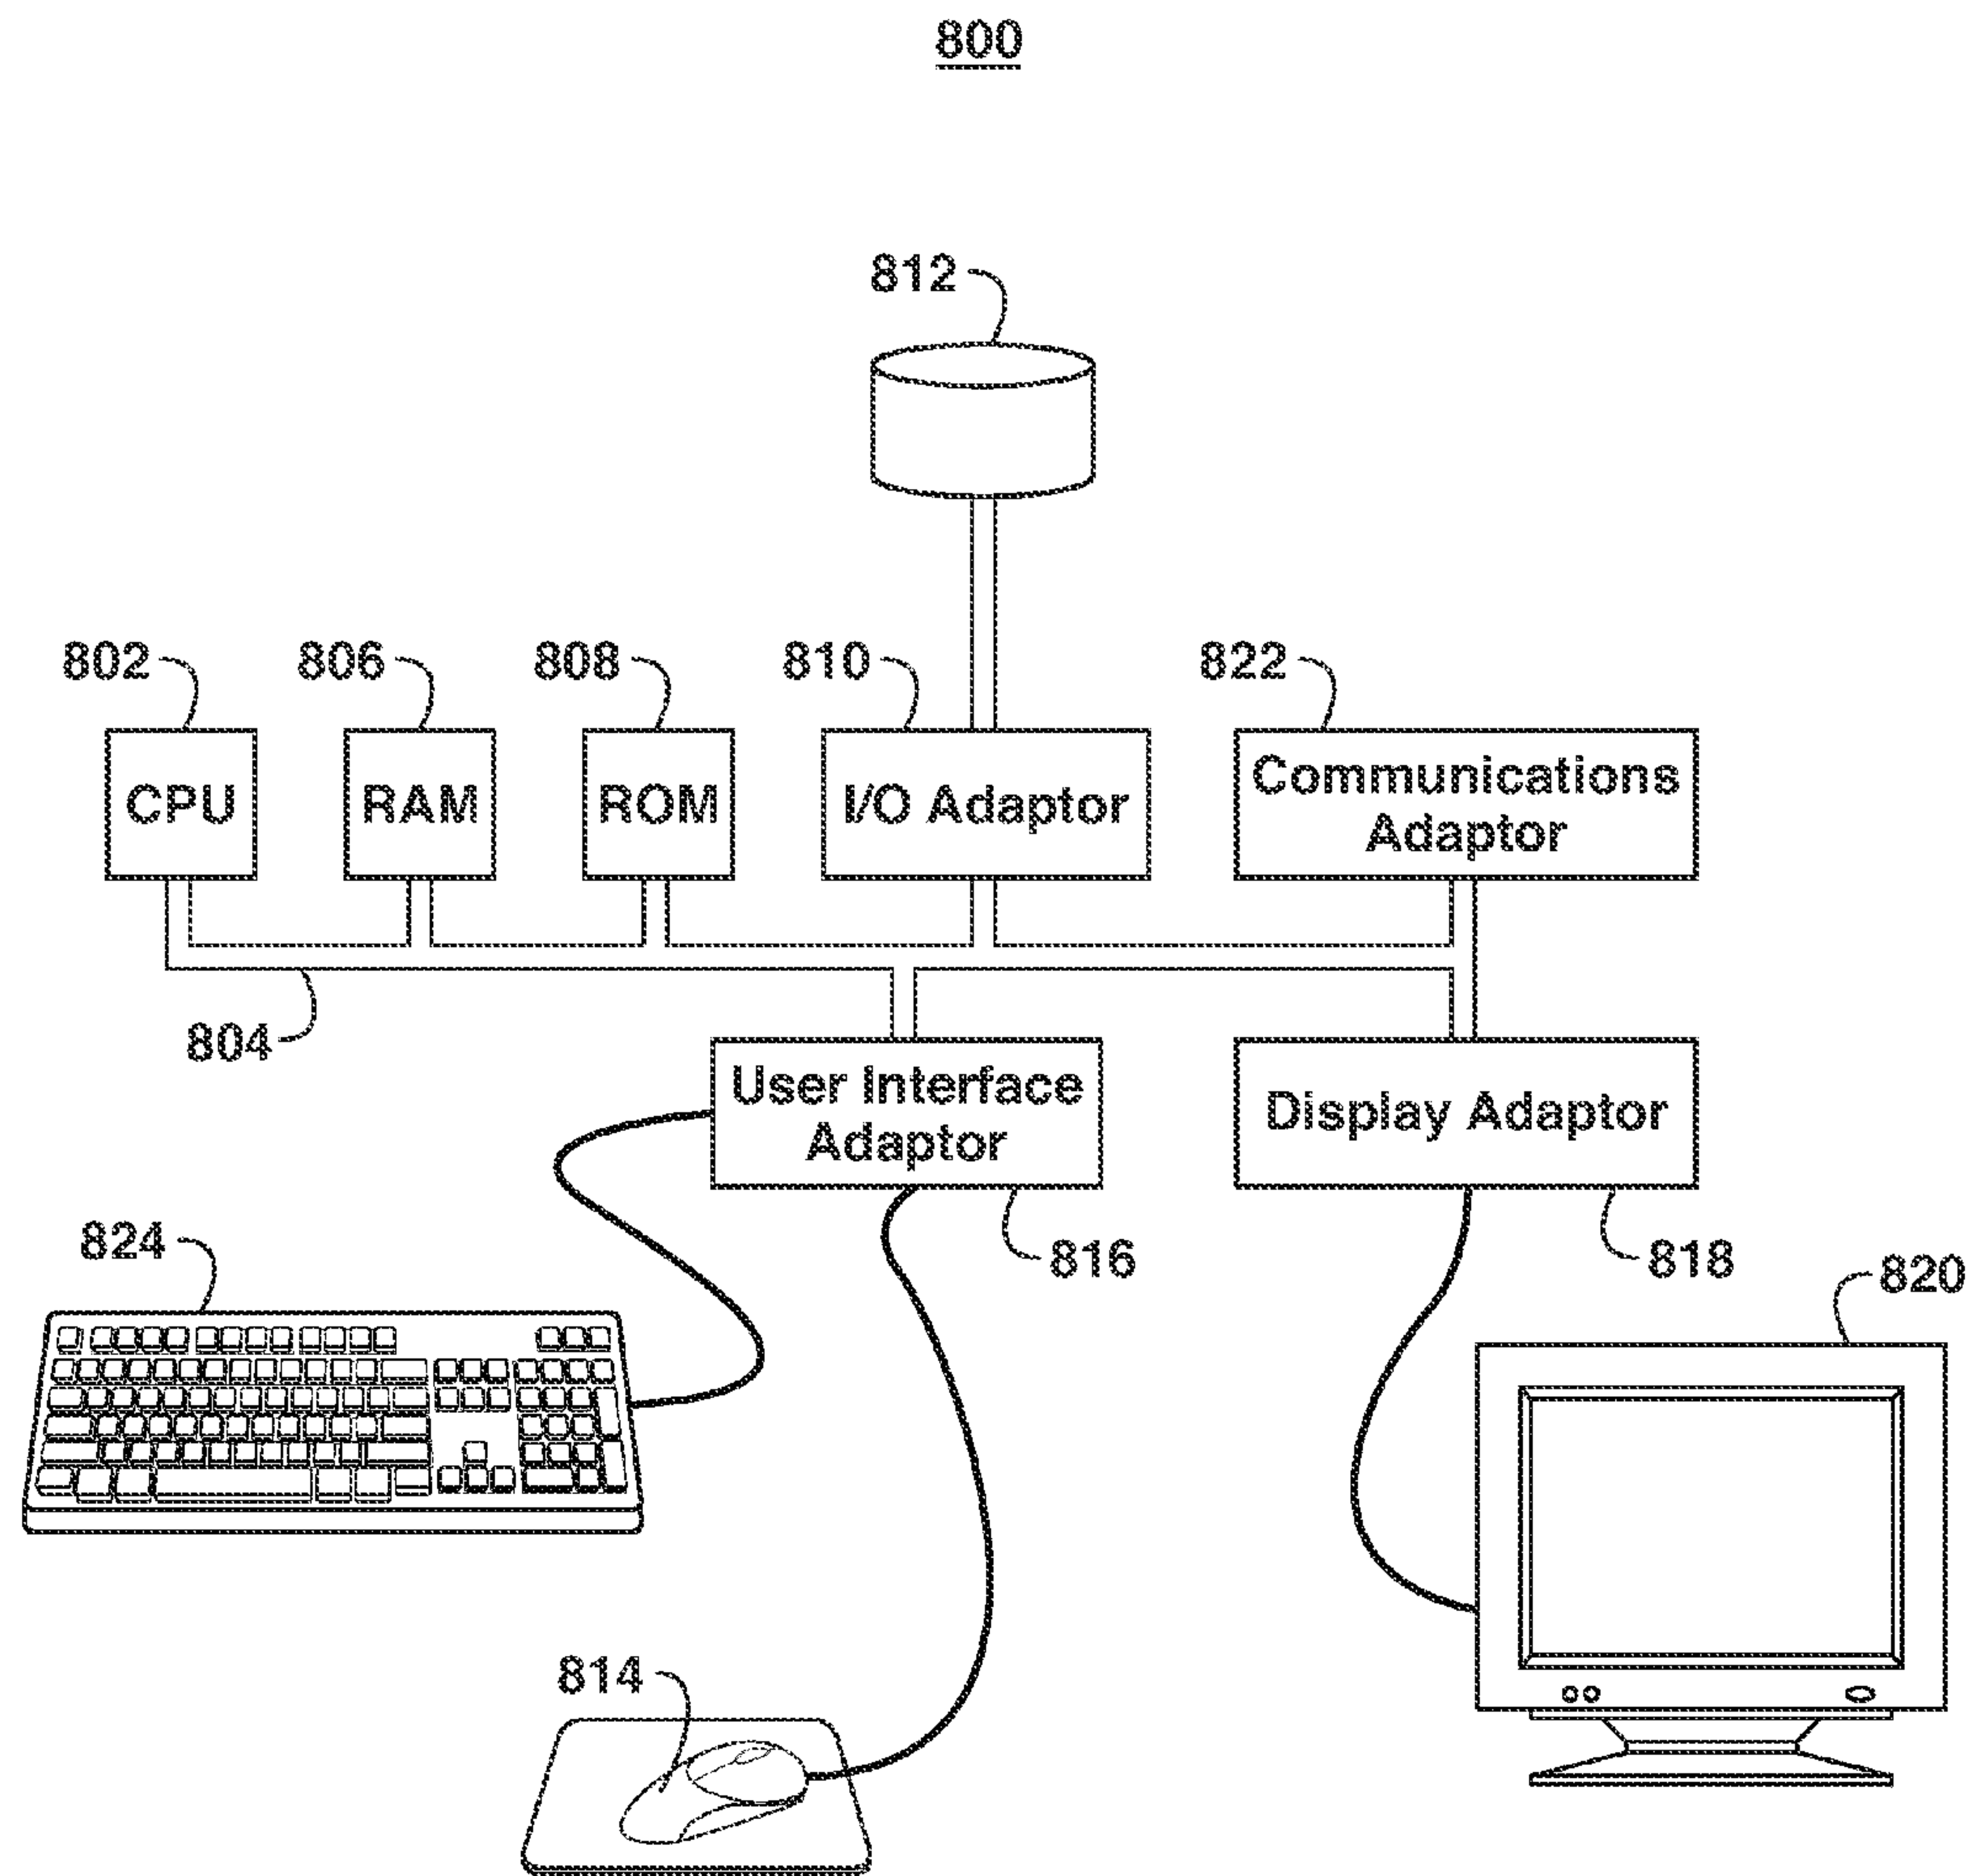 800
812
802
806
808
810
822
CPU
RAM
ROM
I/O Adaptor
Communications
Adaptor
804
User Interface
Adaptor
Display Adaptor
824
816
818
820
814